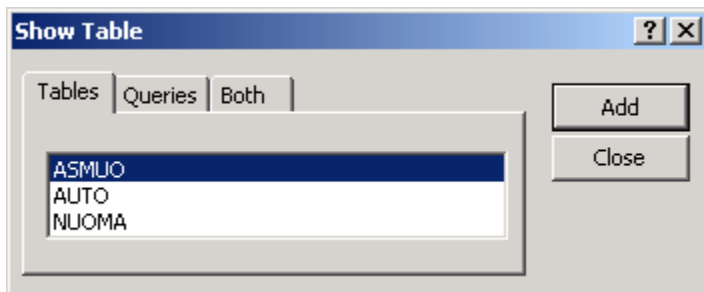 Show Table
Tables Queries Both
Add
Close
ASMUO
AUTO
NUOMA